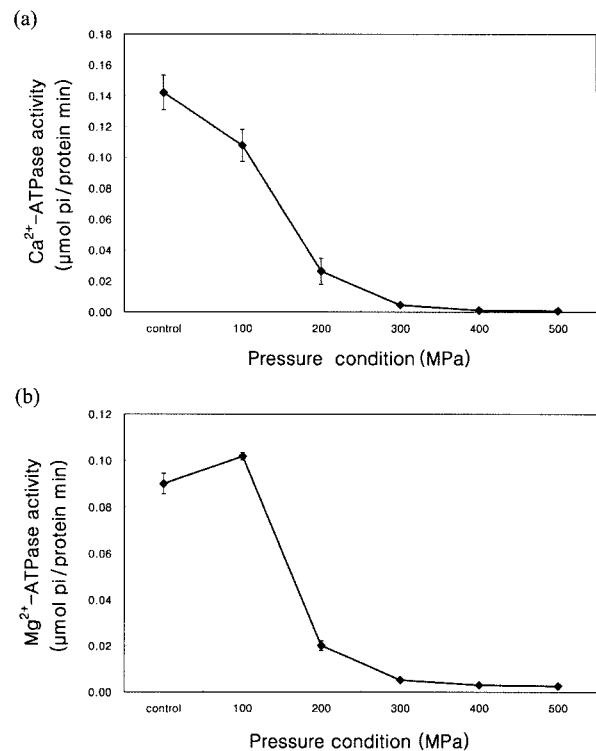 (a)
Ca²⁺-ATPase activity
(μmol pi/protein min)
0.18
0.16
0.14
0.12
0.10
0.08
0.06
0.04
0.02
0.00
control 100 200 300 400 500
Pressure condition (MPa)
(b)
Mg²⁺-ATPase activity
(μmol pi/protein min)
0.12
0.10
0.08
0.06
0.04
0.02
0.00
control 100 200 300 400 500
Pressure condition (MPa)